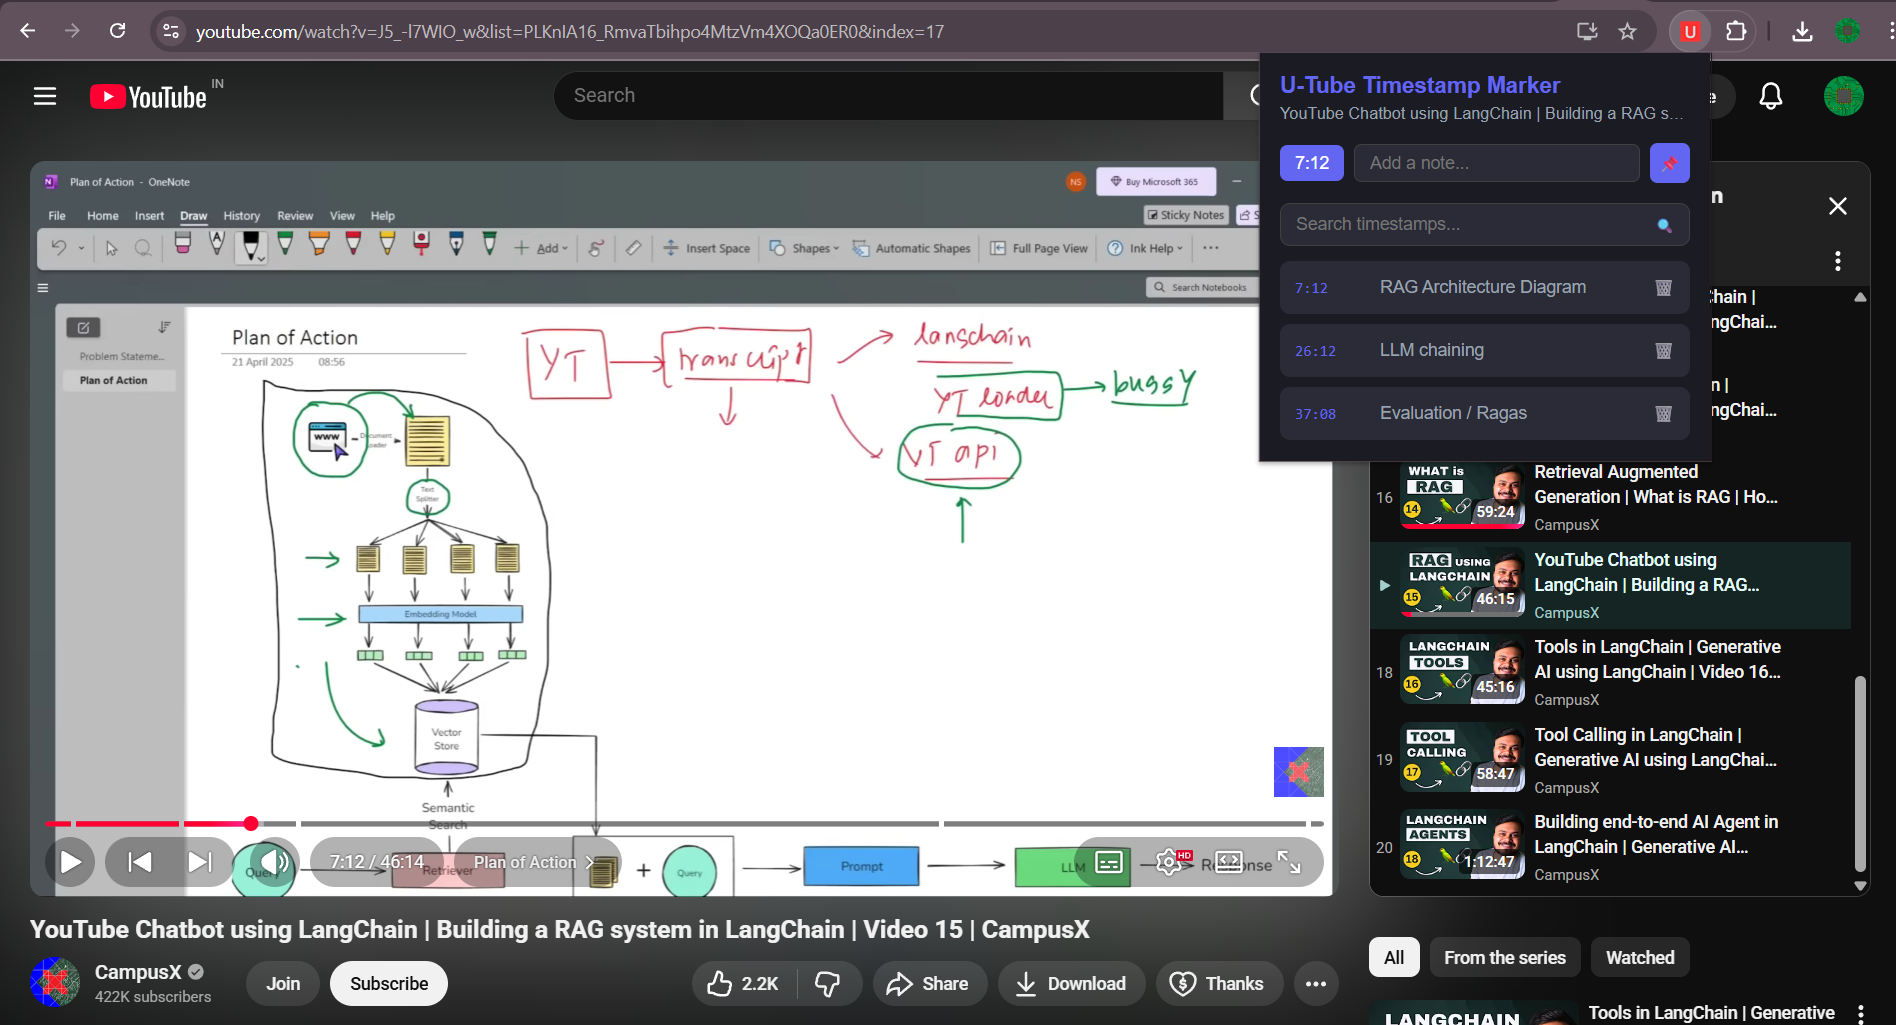 youtube.com/watch?v=J5_-l7WIO_w&list=PLKnIA16_RmvaTbihpo4MtzVm4XOQa0ER0&index=17
U
YouTube IN
Search
U-Tube Timestamp Marker
YouTube Chatbot using LangChain | Building a RAG s...
7:12
Add a note...
Search timestamps...
7:12 RAG Architecture Diagram
26:12 LLM chaining
37:08 Evaluation / Ragas
Plan of Action - OneNote
NS
Buy Microsoft 365
File Home Insert Draw History Review View Help
Sticky Notes
Add
Insert Space
Shapes
Automatic Shapes
Full Page View
Ink Help
Search Notebooks
Problem Stateme...
Plan of Action
Plan of Action
21 April 2025 08:56
YT
transcript
langchain
YT loader
buggy
YT api
www
Document
Loader
Text
Splitter
Embedding Model
Vector
Store
Semantic
Search
Query
Retriever
+
Query
Prompt
LLM
Response
7:12 / 46:14
Plan of Action
HD
YouTube Chatbot using LangChain | Building a RAG system in LangChain | Video 15 | CampusX
CampusX
422K subscribers
Join
Subscribe
2.2K
Share
Download
Thanks
n
hain |
ngChai...
n |
ngChai...
16
WHAT is
RAG
14
59:24
Retrieval Augmented
Generation | What is RAG | Ho...
CampusX
RAG USING
LANGCHAIN
15
46:15
YouTube Chatbot using
LangChain | Building a RAG...
CampusX
18
LANGCHAIN
TOOLS
16
45:16
Tools in LangChain | Generative
AI using LangChain | Video 16...
CampusX
19
TOOL
CALLING
17
58:47
Tool Calling in LangChain |
Generative AI using LangChai...
CampusX
20
LANGCHAIN
AGENTS
18
1:12:47
Building end-to-end AI Agent in
LangChain | Generative AI...
CampusX
All
From the series
Watched
LANGCHAIN
Tools in LangChain | Generative